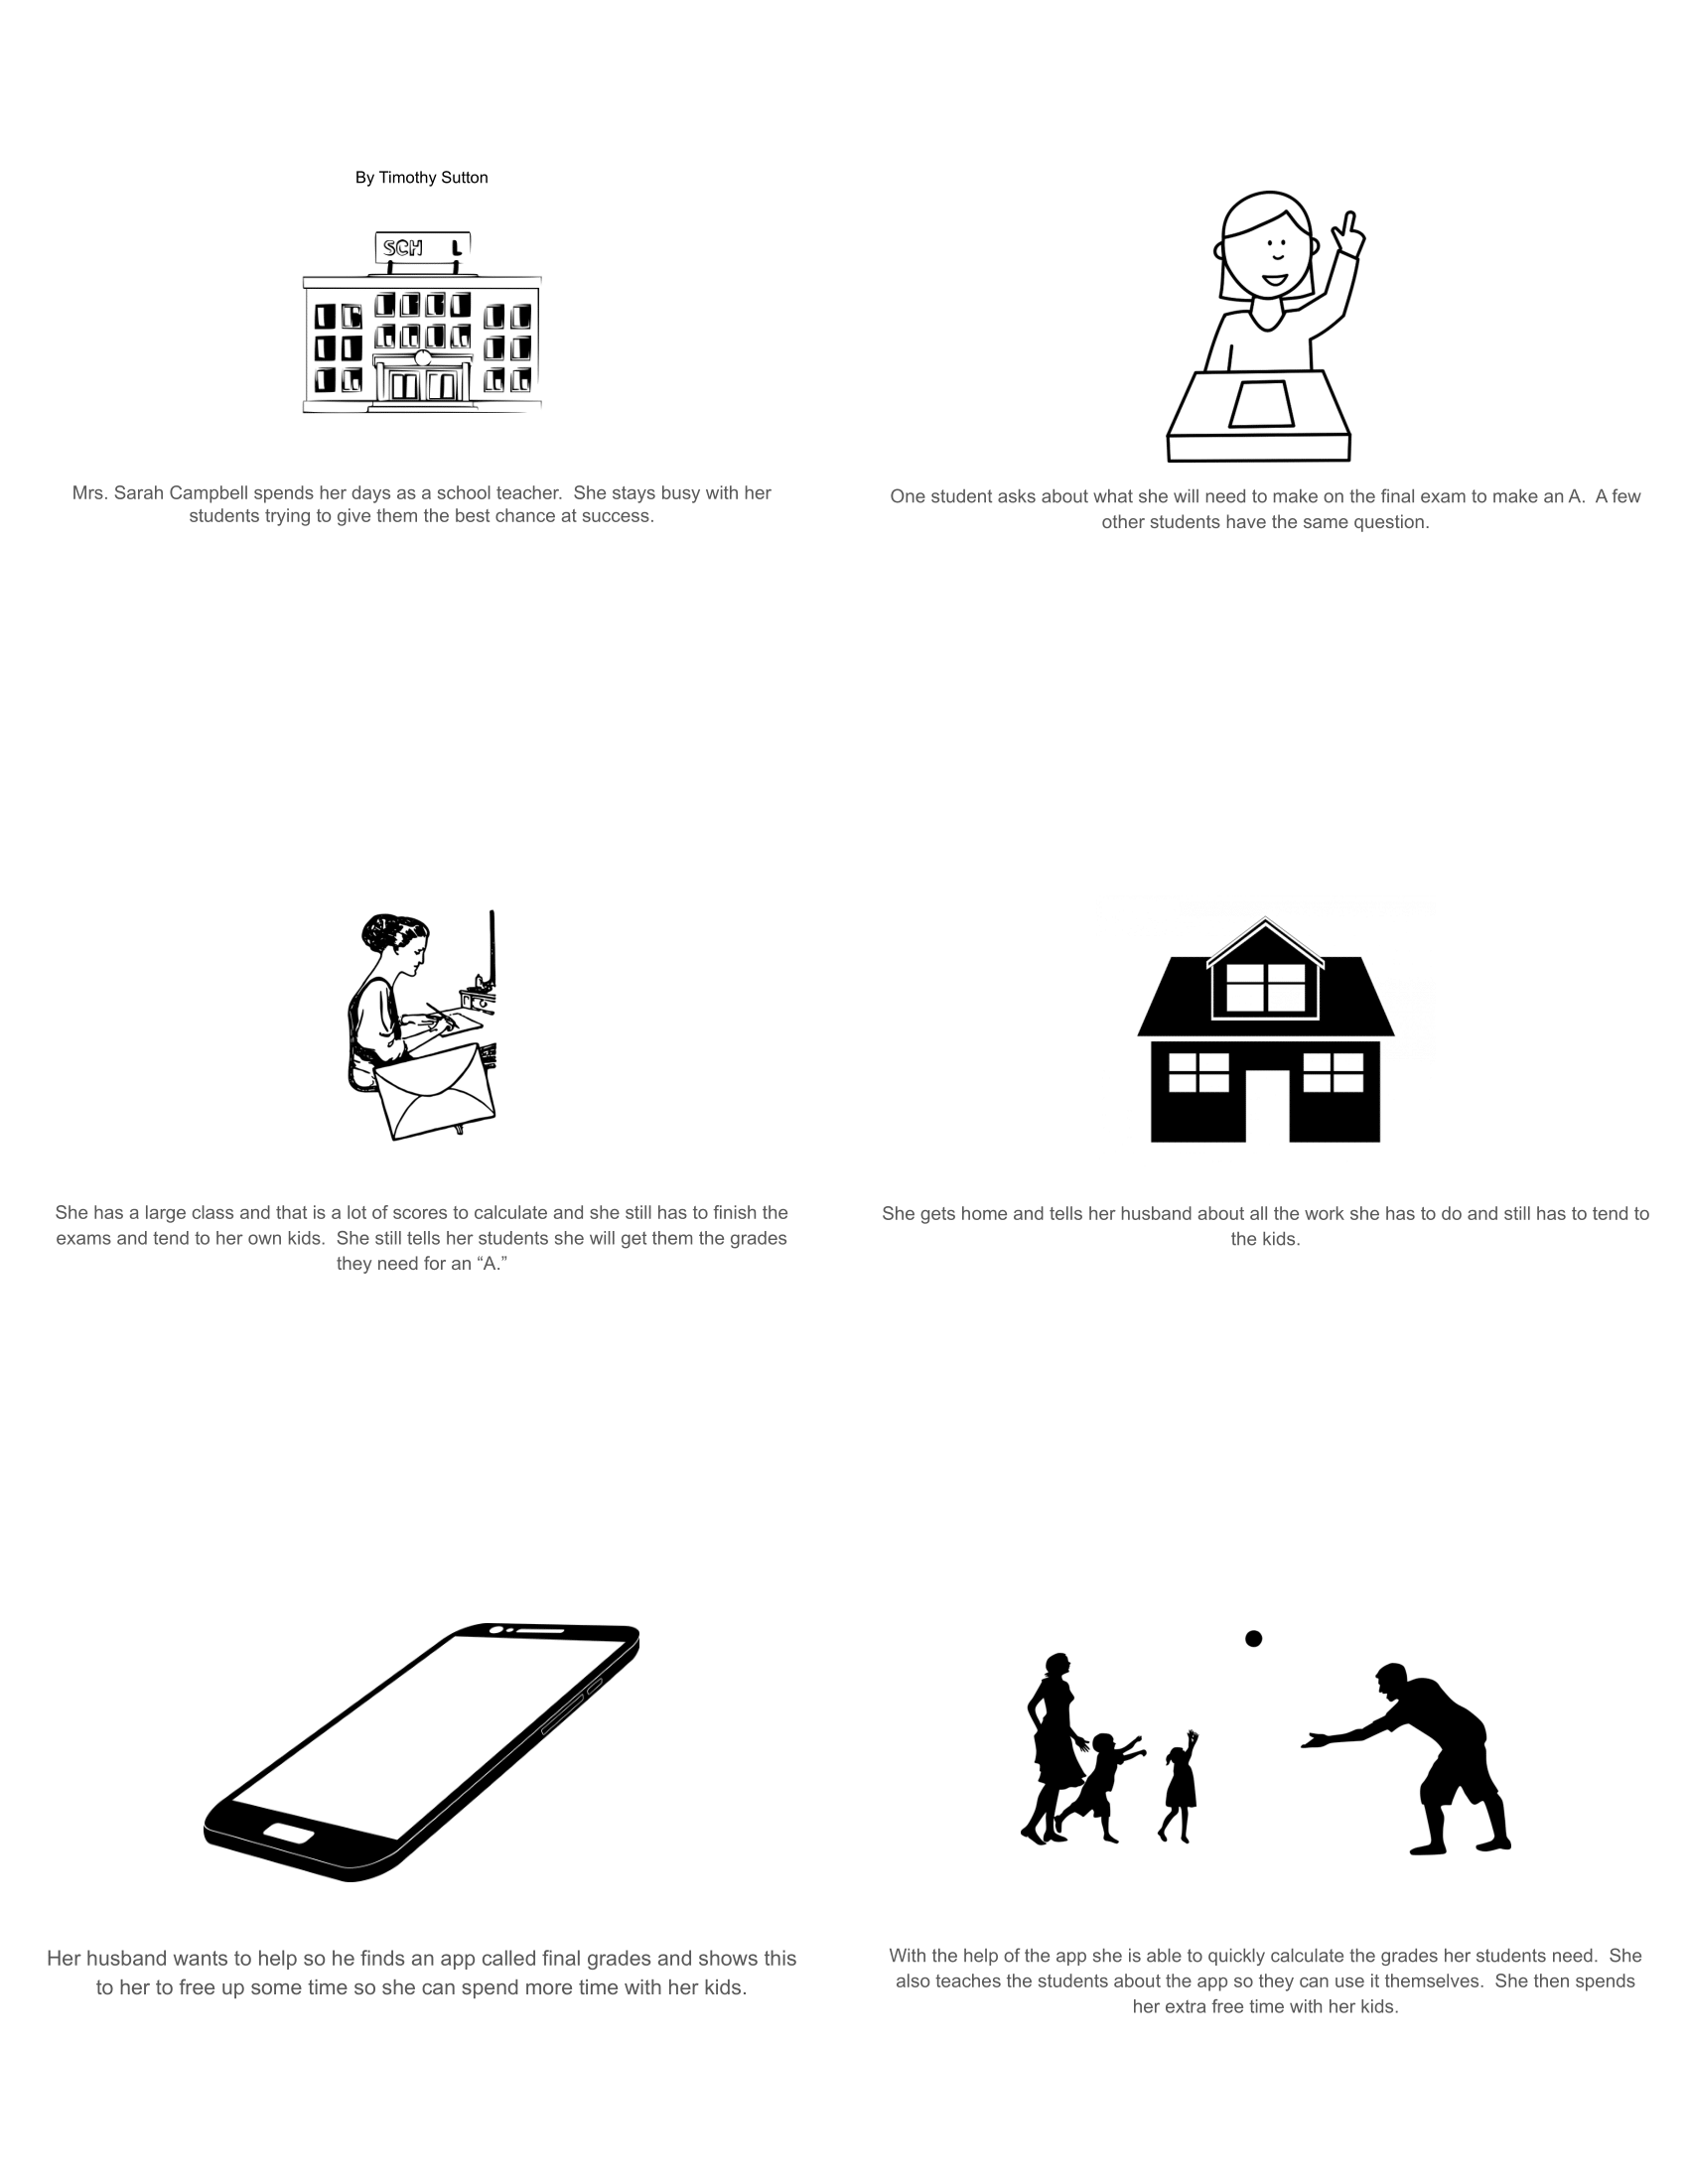 By Timothy Sutton
SCH L
Mrs. Sarah Campbell spends her days as a school teacher.  She stays busy with her
students trying to give them the best chance at success.
One student asks about what she will need to make on the final exam to make an A.  A few
other students have the same question.
She has a large class and that is a lot of scores to calculate and she still has to finish the
exams and tend to her own kids.  She still tells her students she will get them the grades
they need for an “A.”
She gets home and tells her husband about all the work she has to do and still has to tend to
the kids.
Her husband wants to help so he finds an app called final grades and shows this
to her to free up some time so she can spend more time with her kids.
With the help of the app she is able to quickly calculate the grades her students need.  She
also teaches the students about the app so they can use it themselves.  She then spends
her extra free time with her kids.